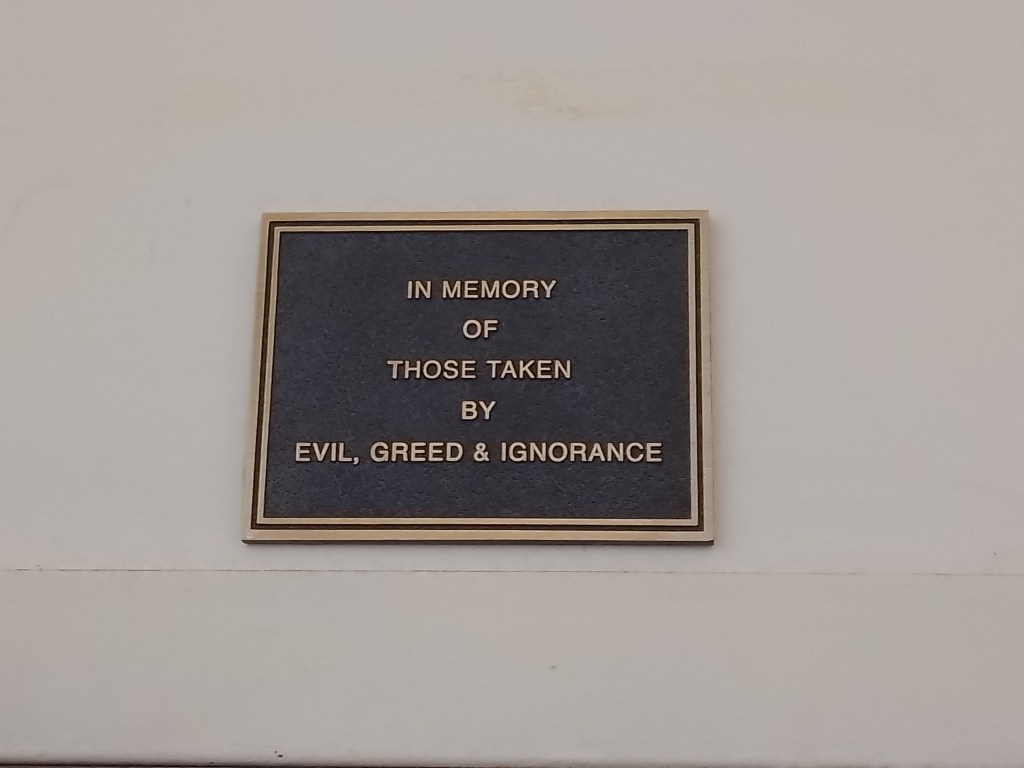 IN MEMORY
OF
THOSE TAKEN
BY
EVIL, GREED & IGNORANCE